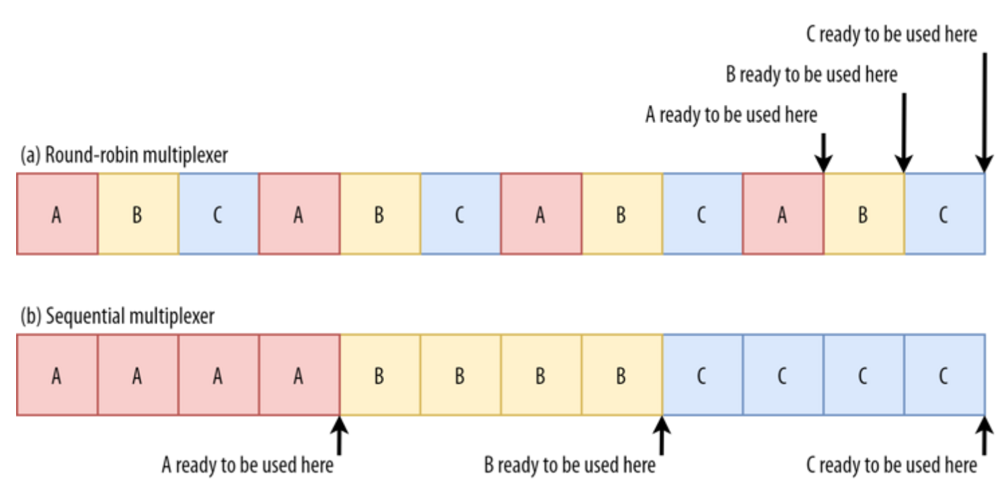 C ready to be used here
B ready to be used here
A ready to be used here
(a) Round-robin multiplexer
A B C A B C A B C A B C
(b) Sequential multiplexer
A A A A B B B B C C C C
A ready to be used here B ready to be used here C ready to be used here